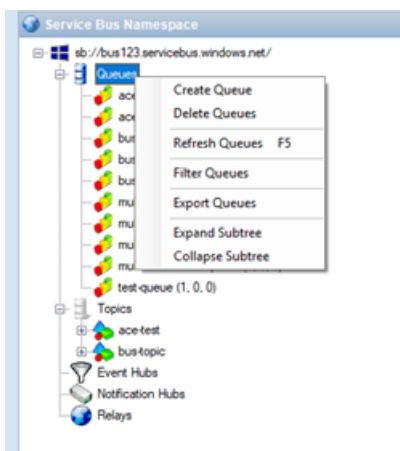 Service Bus Namespace
sb://bus123.servicebus.windows.net/
Queues
Create Queue
Delete Queues
Refresh Queues F5
Filter Queues
Export Queues
Expand Subtree
Collapse Subtree
test-queue (1, 0, 0)
Topics
ace-test
bus-topic
Event Hubs
Notification Hubs
Relays